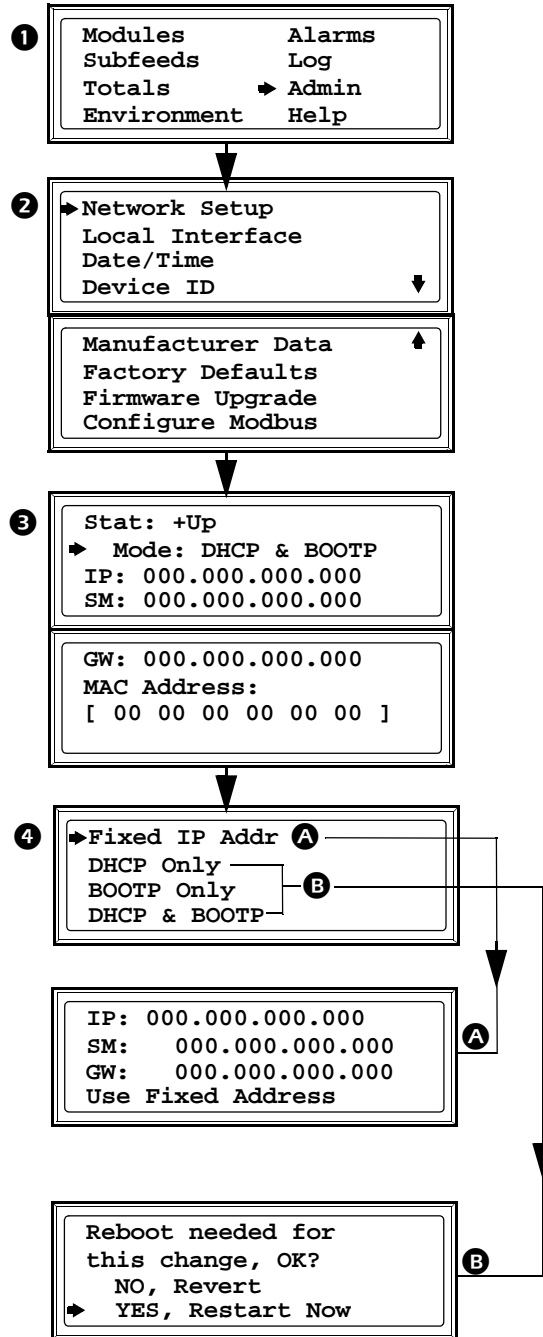 ❶
Modules Alarms
Subfeeds Log
Totals Admin
Environment Help
❷
Network Setup
Local Interface
Date/Time
Device ID
Manufacturer Data
Factory Defaults
Firmware Upgrade
Configure Modbus
❸
Stat: +Up
Mode: DHCP & BOOTP
IP: 000.000.000.000
SM: 000.000.000.000
GW: 000.000.000.000
MAC Address:
[ 00 00 00 00 00 00 ]
❹
Fixed IP Addr A
DHCP Only
BOOTP Only B
DHCP & BOOTP
IP: 000.000.000.000
SM: 000.000.000.000
GW: 000.000.000.000
Use Fixed Address
A
Reboot needed for
this change, OK?
NO, Revert
YES, Restart Now
B